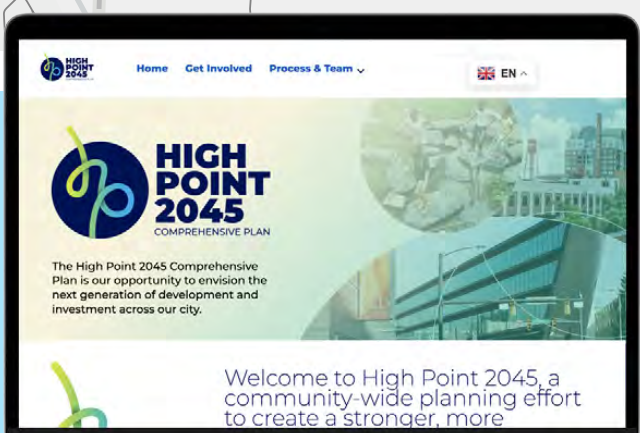 HIGH
POINT
2045
COMPREHENSIVE PLAN
Home Get Involved Process & Team
EN
HIGH
POINT
2045
COMPREHENSIVE PLAN
The High Point 2045 Comprehensive
Plan is our opportunity to envision the
next generation of development and
investment across our city.
Welcome to High Point 2045, a
community-wide planning effort
to create a stronger, more